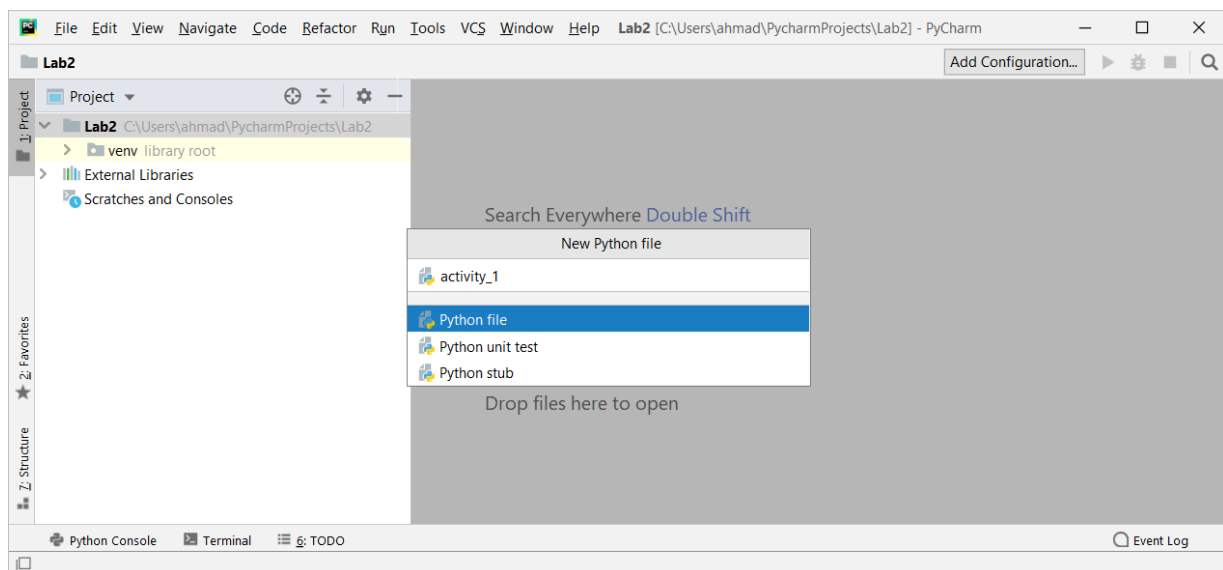 PC File Edit View Navigate Code Refactor Run Tools VCS Window Help Lab2 [C:\Users\ahmad\PycharmProjects\Lab2] - PyCharm
Lab2 Add Configuration...
1: Project
Project
Lab2 C:\Users\ahmad\PycharmProjects\Lab2
venv library root
External Libraries
Scratches and Consoles
Search Everywhere Double Shift
New Python file
activity_1
Python file
Python unit test
Python stub
Drop files here to open
2: Favorites
7: Structure
Python Console Terminal 6: TODO Event Log